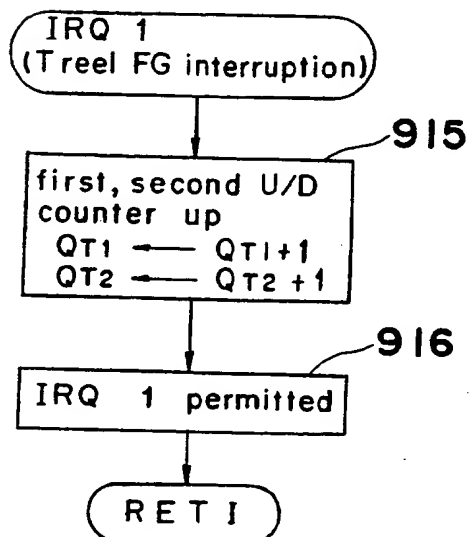 IRQ 1
(T reel FG interruption)
915
first, second U/D
counter up
QT1 ← QT1+1
QT2 ← QT2+1
916
IRQ 1 permitted
RETI